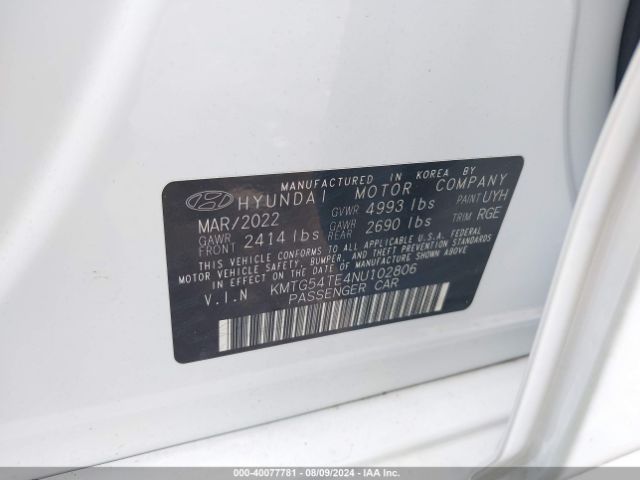 MANUFACTURED IN KOREA BY
HYUNDAI MOTOR COMPANY
MAR/2022 GVWR 4993 lbs PAINT UYH
GAWR FRONT 2414 lbs GAWR REAR 2690 lbs TRIM RGE
THIS VEHICLE CONFORMS TO ALL APPLICABLE U.S.A. FEDERAL
MOTOR VEHICLE SAFETY, BUMPER, AND THEFT PREVENTION STANDARDS
IN EFFECT ON THE DATE OF MANUFACTURE SHOWN ABOVE
V.I.N KMTG54TE4NU102806
PASSENGER CAR
000-40077781 - 08/09/2024 - IAA Inc.